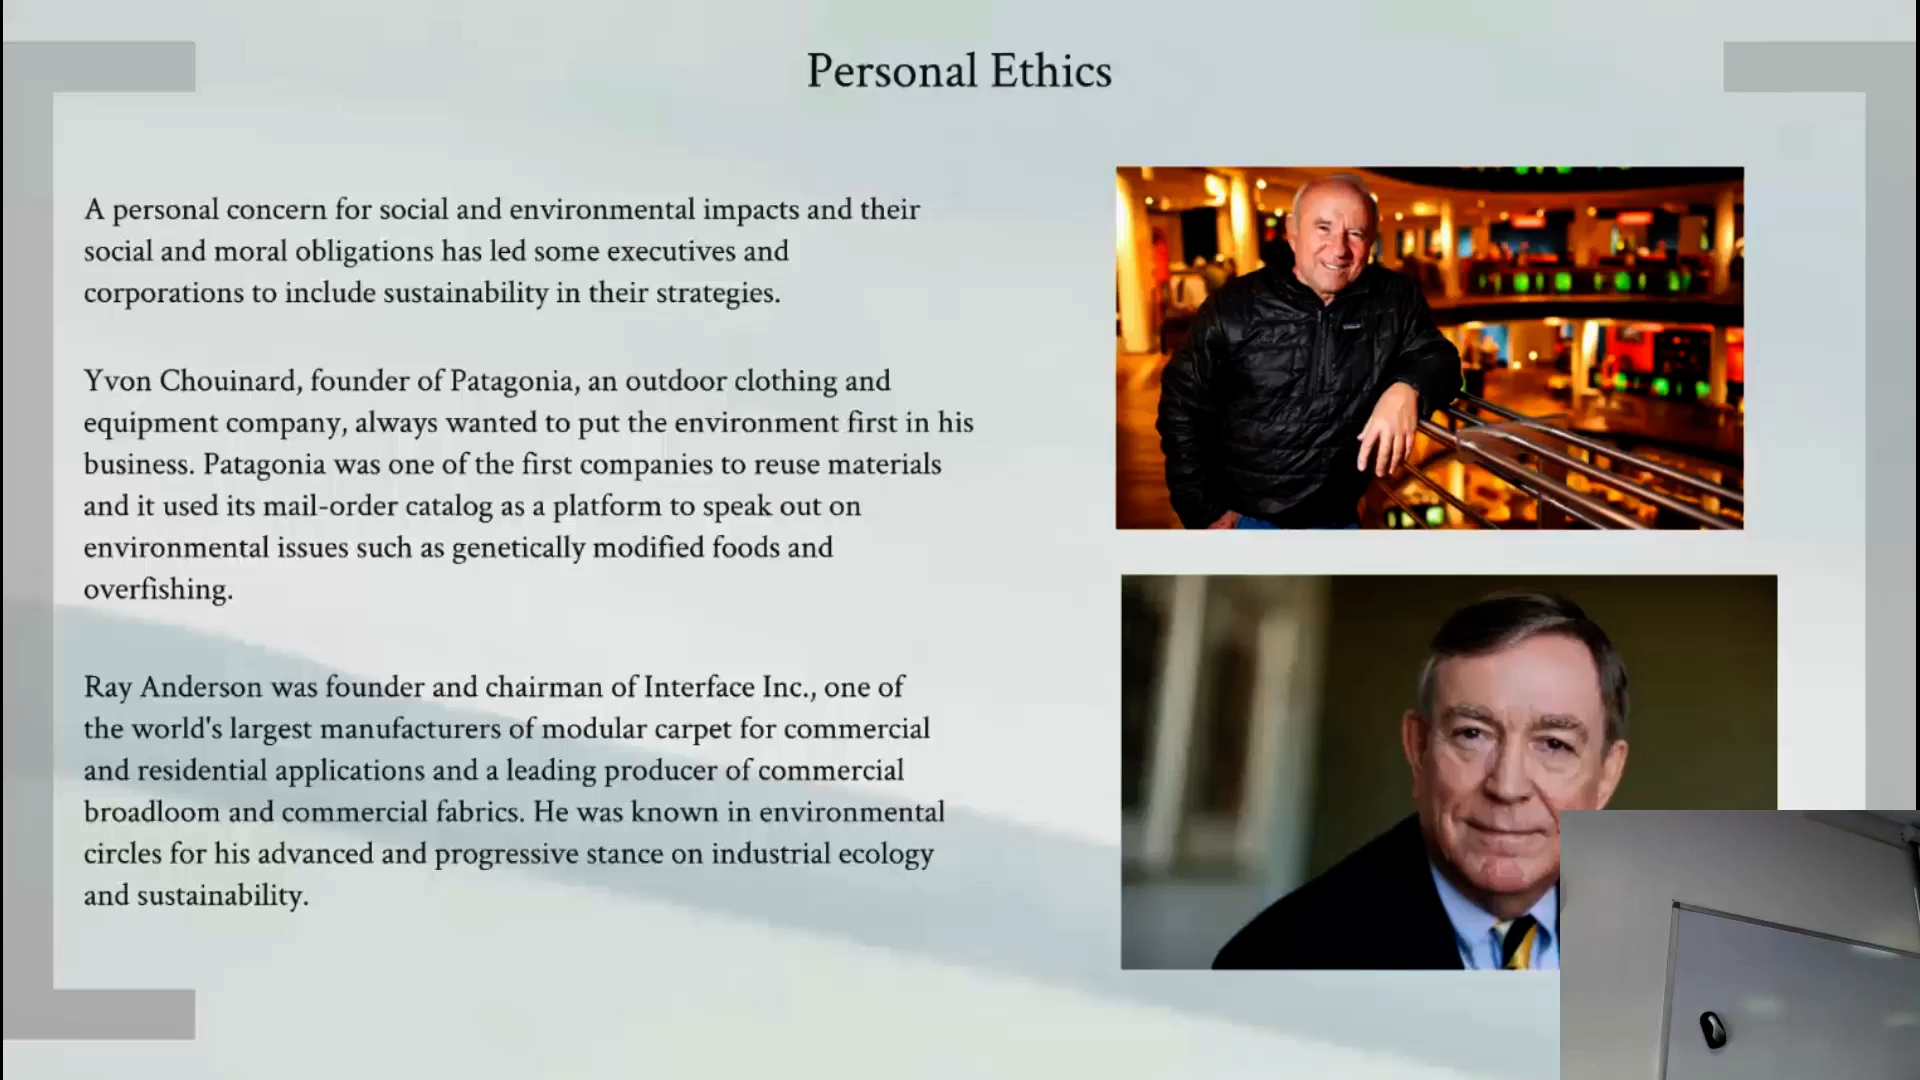 Personal Ethics
A personal concern for social and environmental impacts and their
social and moral obligations has led some executives and
corporations to include sustainability in their strategies.
Yvon Chouinard, founder of Patagonia, an outdoor clothing and
equipment company, always wanted to put the environment first in his
business. Patagonia was one of the first companies to reuse materials
and it used its mail-order catalog as a platform to speak out on
environmental issues such as genetically modified foods and
overfishing.
Ray Anderson was founder and chairman of Interface Inc., one of
the world's largest manufacturers of modular carpet for commercial
and residential applications and a leading producer of commercial
broadloom and commercial fabrics. He was known in environmental
circles for his advanced and progressive stance on industrial ecology
and sustainability.